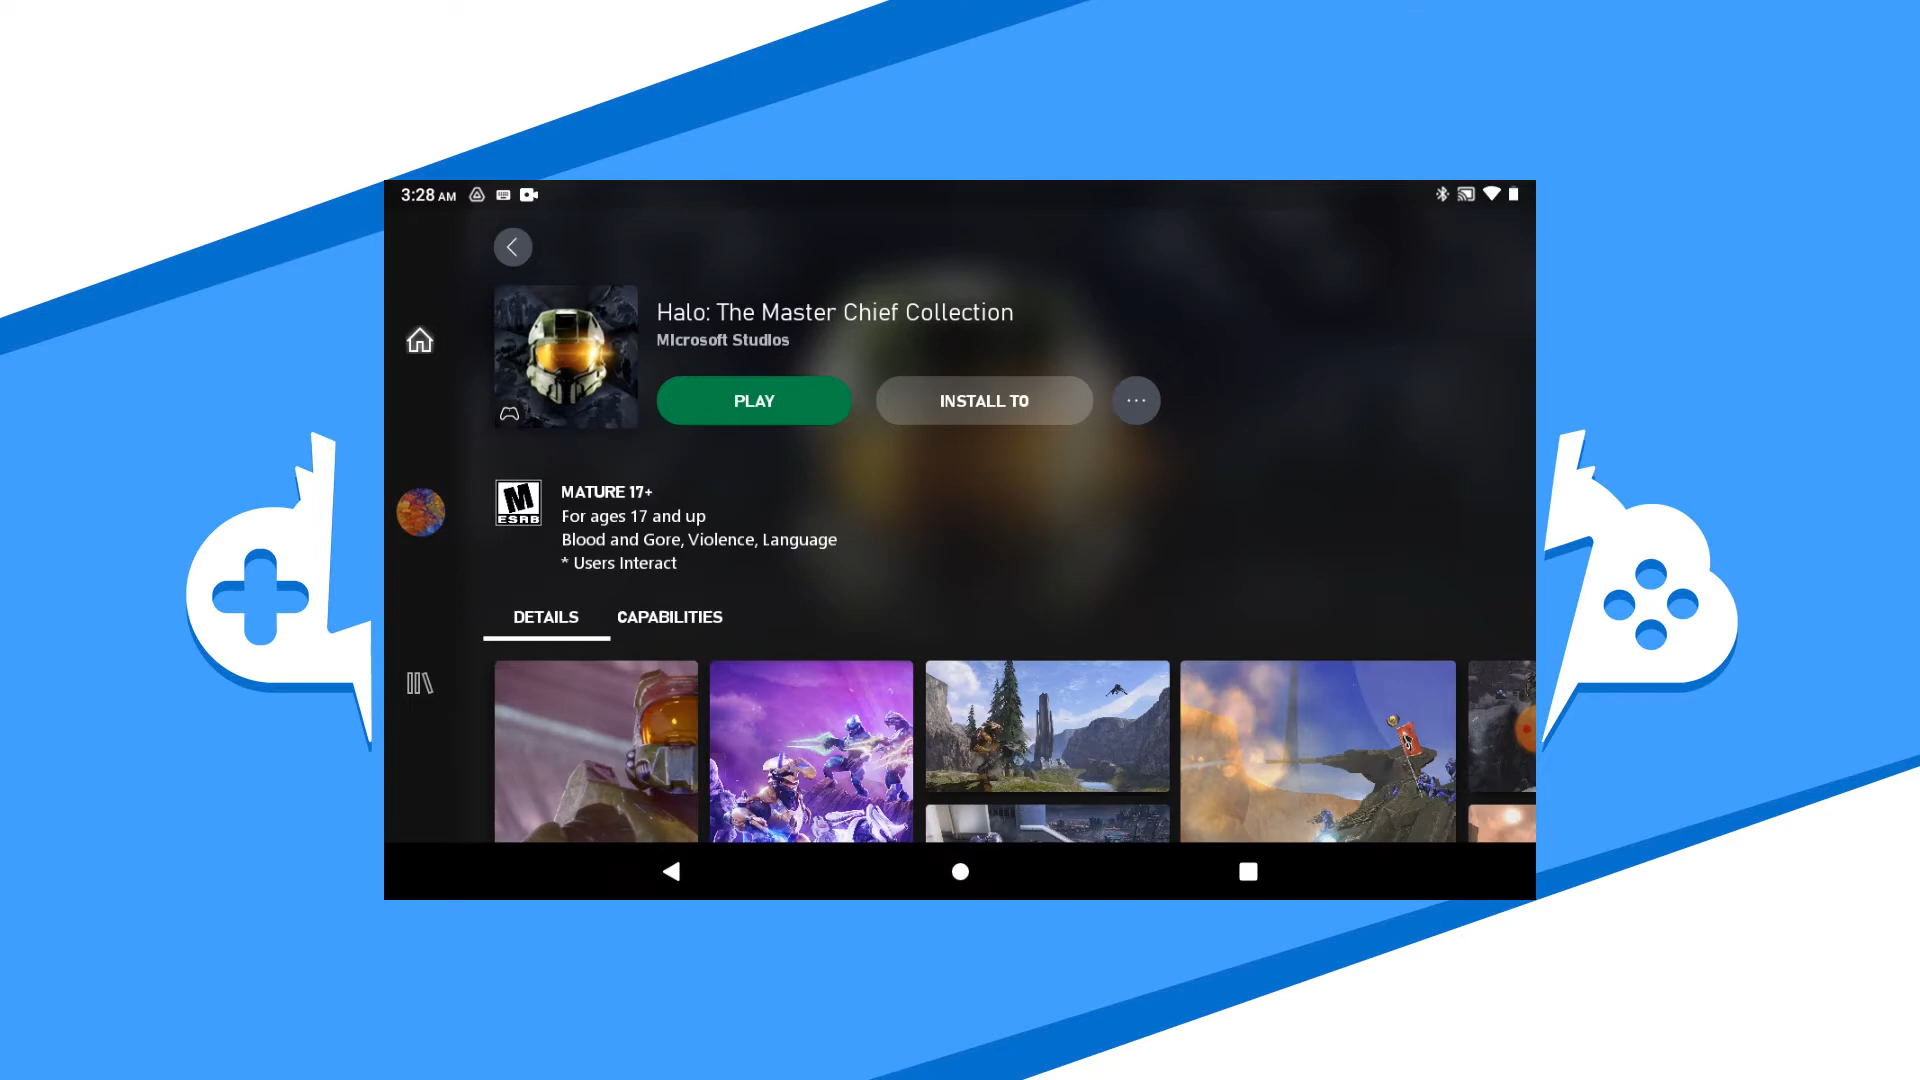 3:28 AM
Halo: The Master Chief Collection
Microsoft Studios
PLAY
INSTALL TO
M
ESRB
MATURE 17+
For ages 17 and up
Blood and Gore, Violence, Language
* Users Interact
DETAILS
CAPABILITIES